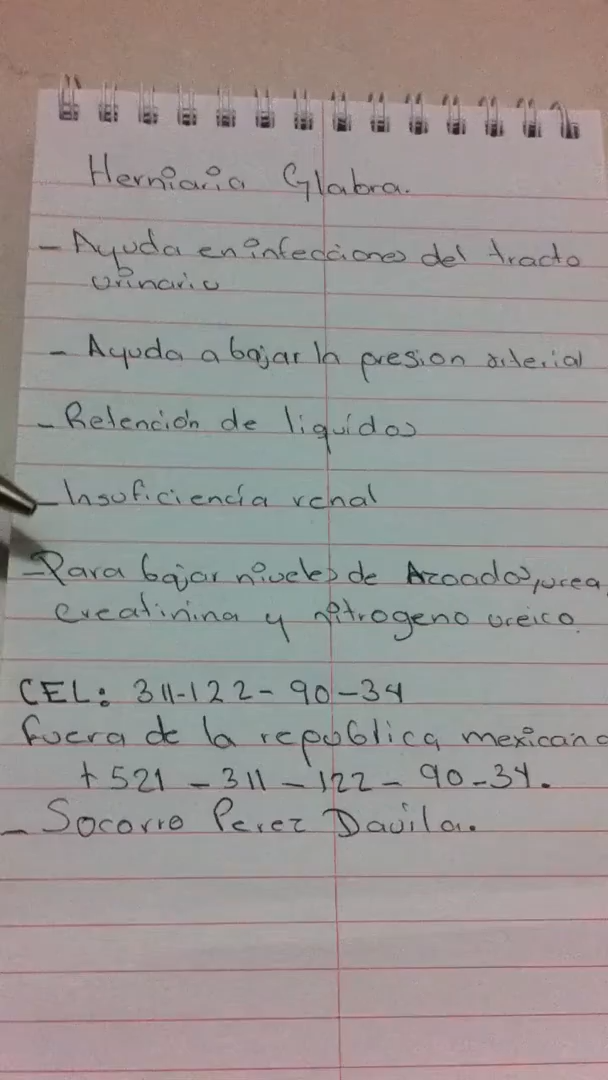 Herniaria Glabra.
- Ayuda en infecciones del tracto
urinario
- Ayuda a bajar la presion arterial
- Retención de liquídos
- Insuficiencía renal
- Para bajar niveles de Azoados, urea,
creatinina y nitrogeno ureico.
CEL: 311-122-90-34
fuera de la republica mexicana
+521-311-122-90-34.
- Socorro Perez Davila.